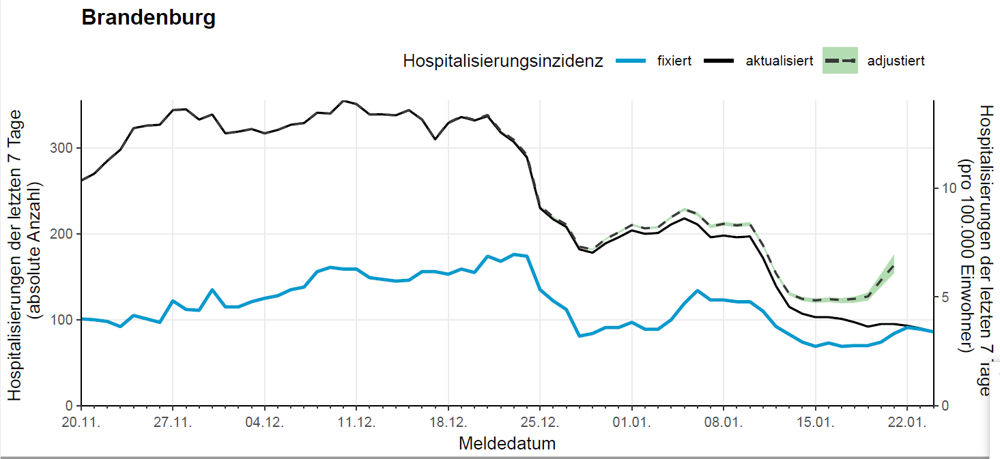 Brandenburg
Hospitalisierungsinzidenz fixiert aktualisiert adjustiert
Hospitalisierungen der letzten 7 Tage
(absolute Anzahl)
300
200
100
0
Hospitalisierungen der letzten 7 Tage
(pro 100.000 Einwohner)
10
5
0
20.11. 27.11. 04.12. 11.12. 18.12. 25.12. 01.01. 08.01. 15.01. 22.01.
Meldedatum